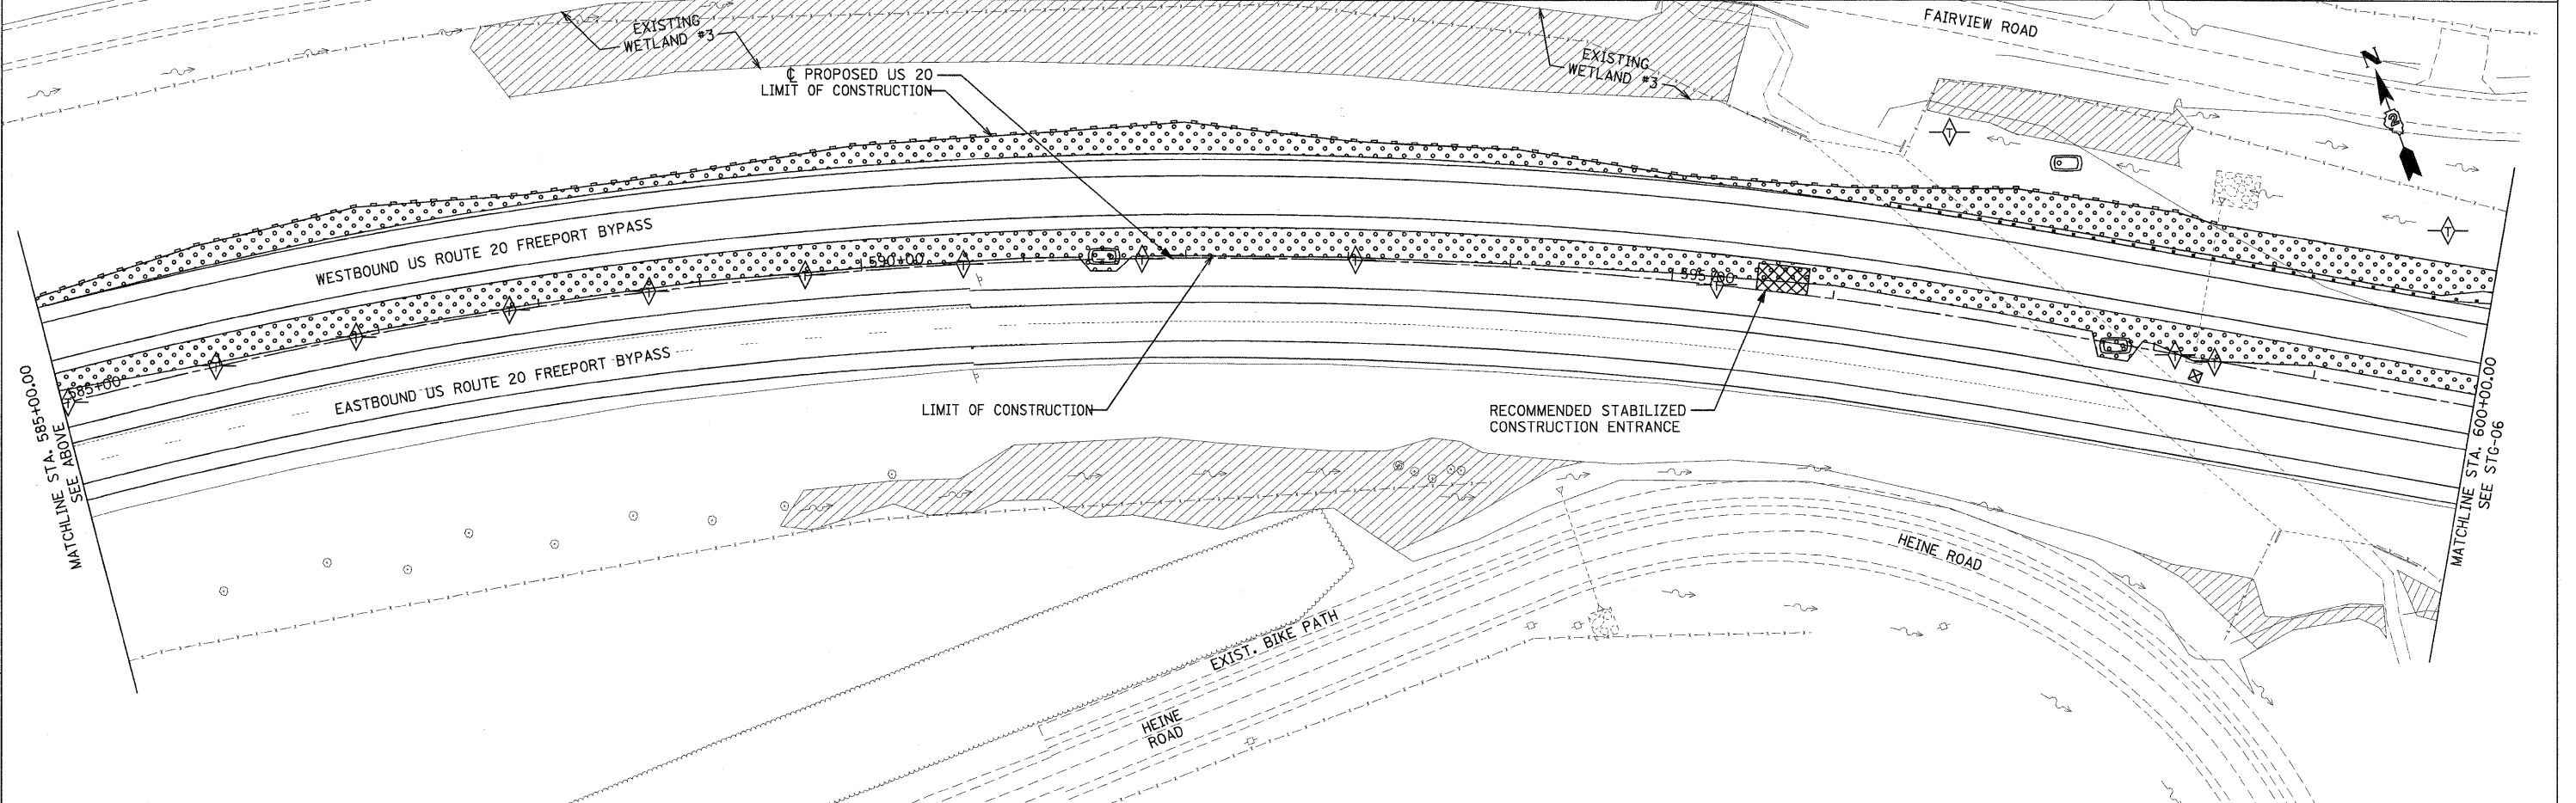 EXISTING
WETLAND #3
FAIRVIEW ROAD
EXISTING
WETLAND #3
N
2
℄ PROPOSED US 20
LIMIT OF CONSTRUCTION
WESTBOUND US ROUTE 20 FREEPORT BYPASS
590+00
595+00
585+00
EASTBOUND US ROUTE 20 FREEPORT BYPASS
LIMIT OF CONSTRUCTION
RECOMMENDED STABILIZED
CONSTRUCTION ENTRANCE
MATCHLINE STA. 585+00.00
SEE ABOVE
MATCHLINE STA. 600+00.00
SEE STG-06
HEINE ROAD
EXIST. BIKE PATH
HEINE
ROAD
T
T
T
T
T
T
T
T
T
T
T
T
T
T